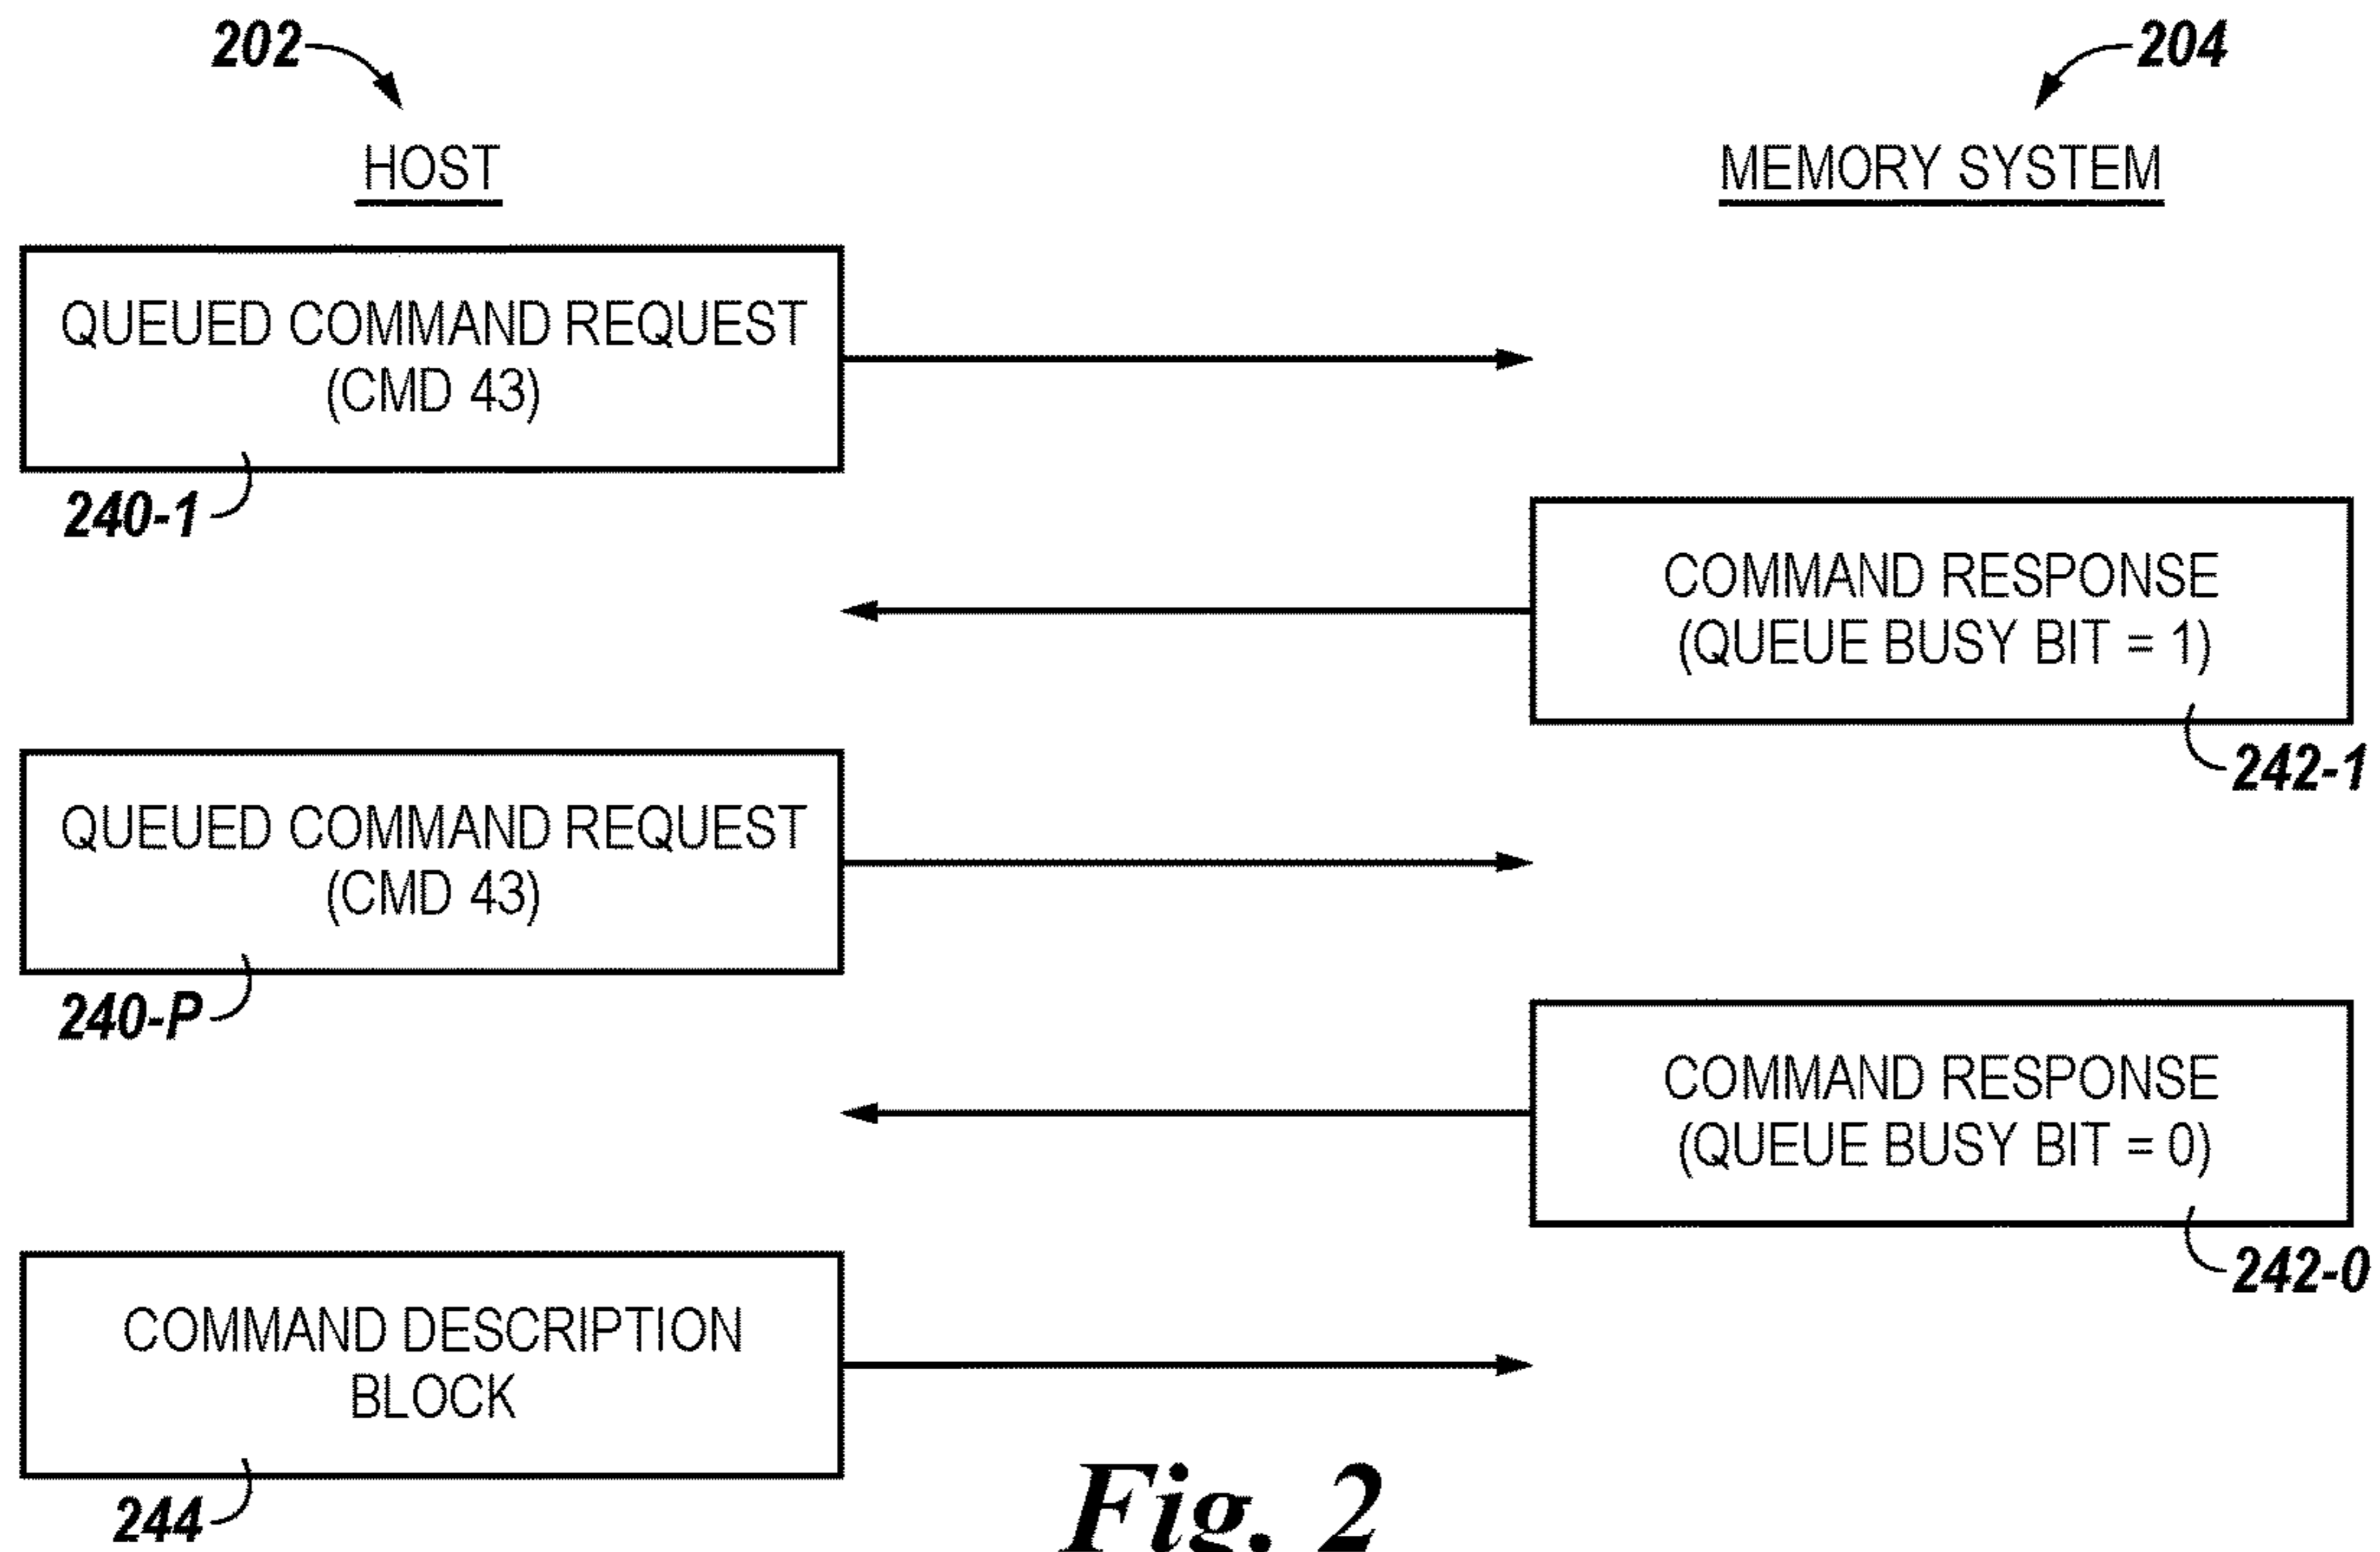 202
204
HOST
MEMORY SYSTEM
QUEUED COMMAND REQUEST
(CMD 43)
240-1
COMMAND RESPONSE
(QUEUE BUSY BIT = 1)
242-1
QUEUED COMMAND REQUEST
(CMD 43)
240-P
COMMAND RESPONSE
(QUEUE BUSY BIT = 0)
242-0
COMMAND DESCRIPTION
BLOCK
244
Fig. 2